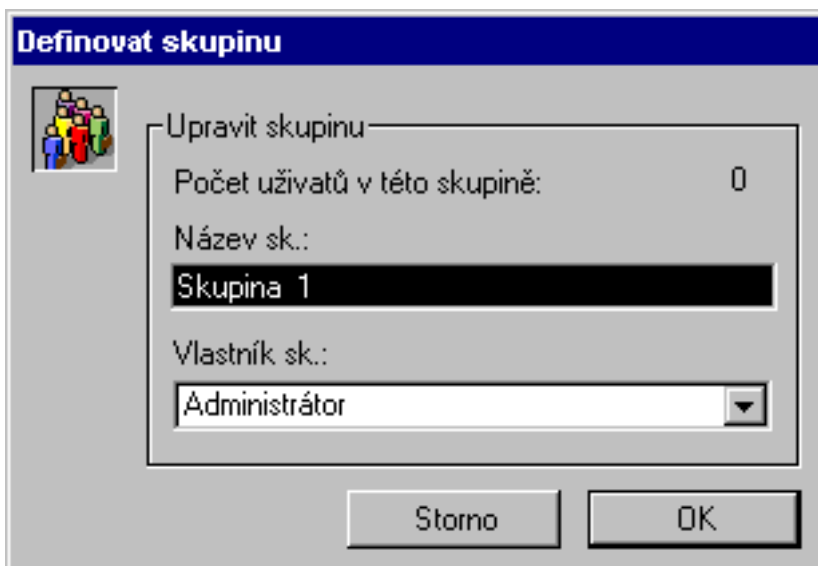 Definovat skupinu
Upravit skupinu
Počet uživatů v této skupině: 0
Název sk.:
Skupina 1
Vlastník sk.:
Administrátor
Storno OK